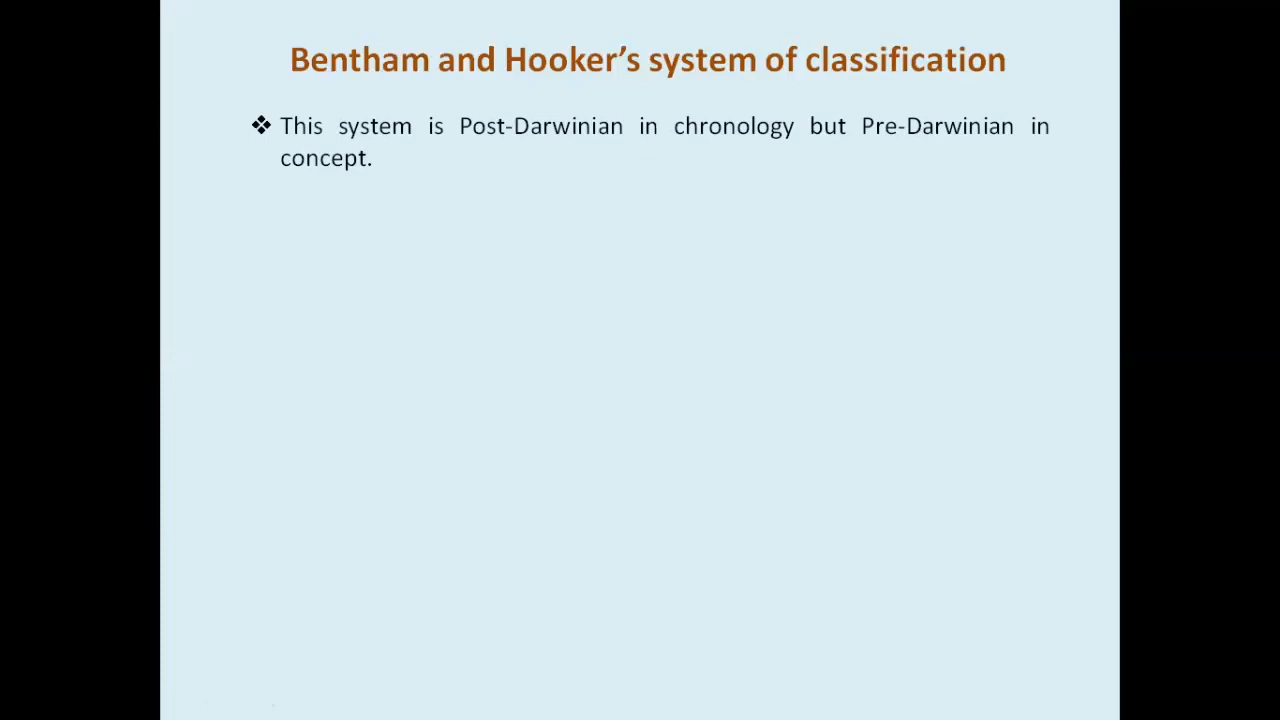 Bentham and Hooker’s system of classification
❖ This system is Post-Darwinian in chronology but Pre-Darwinian in
concept.